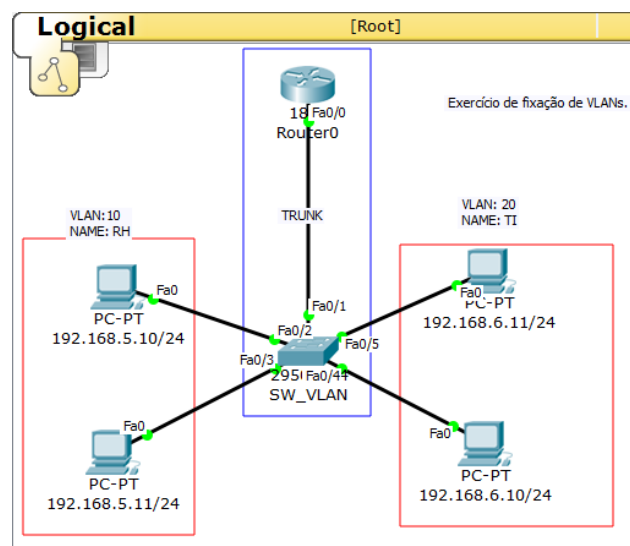 Logical
[Root]
Fa0/0
Router0
Exercício de fixação de VLANs.
VLAN:10
NAME: RH
TRUNK
VLAN: 20
NAME: TI
Fa0
PC-PT
192.168.5.10/24
Fa0
PC-PT
192.168.6.11/24
Fa0/1
Fa0/2
Fa0/5
Fa0/3
Fa0/4
SW_VLAN
Fa0
PC-PT
192.168.5.11/24
Fa0
PC-PT
192.168.6.10/24